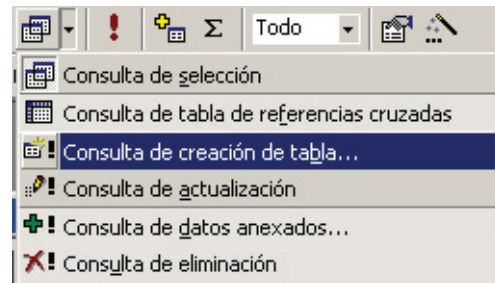 Σ Todo
Consulta de selección
Consulta de tabla de referencias cruzadas
Consulta de creación de tabla...
Consulta de actualización
Consulta de datos anexados...
Consulta de eliminación